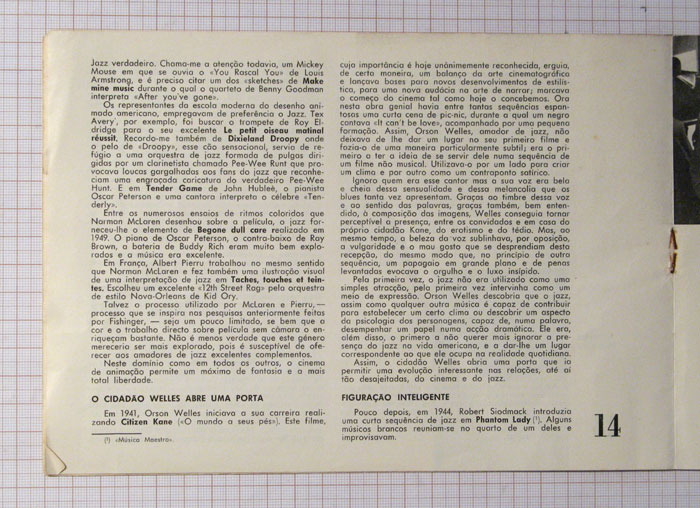 Jazz verdadeiro. Chama-me a atenção todavia, um Mickey
Mouse em que se ouvia o «You Rascal You» de Louis
Armstrong, e é preciso citar um dos «sketches» de Make
mine music durante o qual o quarteto de Benny Goodman
interpreta «After you've gone».
Os representantes da escola moderna do desenho ani-
mado americano, empregavam de preferência o Jazz. Tex
Avery, por exemplo, foi buscar a trompete de Roy El-
dridge para o seu excelente Le petit oiseau matinal
réussit. Recordo-me também de Dixieland Droopy onde
o pelo de «Droopy», esse cão sensacional, servia de re-
fúgio a uma orquestra de jazz formada de pulgas diri-
gidas por um clarinetista chamado Pee-Wee Runt que pro-
vocava loucas gargalhadas aos fans do jazz que reconhe-
ciam uma engraçada caricatura do verdadeiro Pee-Wee
Hunt. E em Tender Game de John Hubleé, o pianista
Oscar Peterson e uma cantora interpreta o célebre «Ten-
derly».
Entre os numerosos ensaios de ritmos coloridos que
Norman McLaren desenhou sobre a película, o jazz for-
neceu-lhe o elemento de Begone dull care realizado em
1949. O piano de Oscar Peterson, o contra-baixo de Ray
Brown, a bateria de Buddy Rich eram muito bem explo-
rados e a música era excelente.
Em França, Albert Pierru trabalhou no mesmo sentido
que Norman McLaren e fez também uma ilustração visual
de uma interpretação de jazz em Taches, touches et tein-
tes. Escolheu um excelente «12th Street Rag» pela orquestra
de estilo Nova-Orleans de Kid Ory.
Talvez o processo utilizado por McLaren e Pierru, —
processo que se inspira nas pesquisas anteriormente feitas
por Fishinger, — seja um pouco limitado, se bem que a
cor e o trabalho directo sobre película sem câmara o en-
riqueçam bastante. Não é menos verdade que este género
mereceria ser mais explorado, pois é susceptível de ofe-
recer aos amadores de jazz excelentes complementos.
Neste domínio como em todos os outros, o cinema
de animação permite um máximo de fantasia e a mais
total liberdade.
O CIDADÃO WELLES ABRE UMA PORTA
Em 1941, Orson Welles iniciava a sua carreira reali-
zando Citizen Kane («O mundo a seus pés»). Este filme,
(¹) «Música Maestro».
cuja importância é hoje unânimemente reconhecida, erguia,
de certa maneira, um balanço da arte cinematográfica
e lançava bases para novos desenvolvimentos de estilís-
tica, para uma nova audácia na arte de narrar; marcava
o começo do cinema tal como hoje o concebemos. Ora
nesta obra genial havia entre tantas sequências espan-
tosas uma curta cena de pic-nic, durante a qual um negro
cantava «It can't be love», acompanhado por uma pequena
formação. Assim, Orson Welles, amador de jazz, não
deixava de lhe dar um lugar no seu primeiro filme e
fazia-o de uma maneira particularmente subtil; era o pri-
meiro a ter a ideia de se servir dele numa sequência de
um filme não musical. Utilizava-o por um lado para criar
um clima e por outro como um contraponto satírico.
Ignoro quem era esse cantor mas a sua voz era bela
e cheia dessa sensualidade e dessa melancolia que os
blues tanta vez apresentam. Graças ao timbre dessa voz
e ao sentido das palavras, graças também, bem enten-
dido, à composição das imagens, Welles conseguia tornar
perceptível a presença, entre os convidados e em casa do
próprio cidadão Kane, do erotismo e do tédio. Mas, ao
mesmo tempo, a beleza da voz sublinhava, por oposição,
a vulgaridade e o mau gosto que se desprendiam desta
recepção, do mesmo modo que, no princípio de outra
sequência, um papagaio em grande plano e de penas
levantadas evocava o orgulho e o luxo insípido.
Pela primeira vez, o jazz não era utilizado como uma
simples atracção, pela primeira vez intervinha como um
meio de expressão. Orson Welles descobria que o jazz,
assim como qualquer outra música é capaz de contribuir
para estabelecer um certo clima ou descobrir um aspecto
da psicologia dos personagens, capaz de, numa palavra,
desempenhar um papel numa acção dramática. Ele era,
além disso, o primeiro a não querer mais ignorar a pre-
sença do jazz na vida americana, e a dar-lhe um lugar
correspondente ao que ele ocupa na realidade quotidiana.
Assim, o cidadão Welles abria uma porta que ia
permitir uma evolução interessante nas relações, até aí
tão desajeitadas, do cinema e do jazz.
FIGURAÇÃO INTELIGENTE
Pouco depois, em 1944, Robert Siodmack introduzia
uma curta sequência de jazz em Phantom Lady (¹). Alguns
músicos brancos reuniam-se no quarto de um deles e
improvisavam.
14